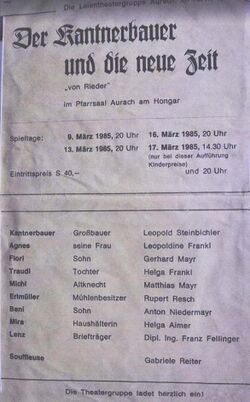 Die Laientheatergruppe Aurach
Der Kantnerbauer
und die neue Zeit
„von Rieder"
im Pfarrsaal Aurach am Hongar
Spieltage: 9. März 1985, 20 Uhr 16. März 1985, 20 Uhr
13. März 1985, 20 Uhr 17. März 1985, 14.30 Uhr
(nur bei dieser Aufführung
Kinderpreise)
Eintrittspreis S 40,— und 20 Uhr
Kantnerbauer Großbauer Leopold Steinbichler
Agnes seine Frau Leopoldine Frankl
Flori Sohn Gerhard Mayr
Traudl Tochter Helga Frankl
Michl Altknecht Matthias Mayr
Erlmüller Mühlenbesitzer Rupert Resch
Beni Sohn Anton Niedermayr
Mira Haushälterin Helga Aimer
Lenz Briefträger Dipl. Ing. Franz Fellinger
Souffleuse Gabriele Reiter
Die Theatergruppe ladet herzlich ein!